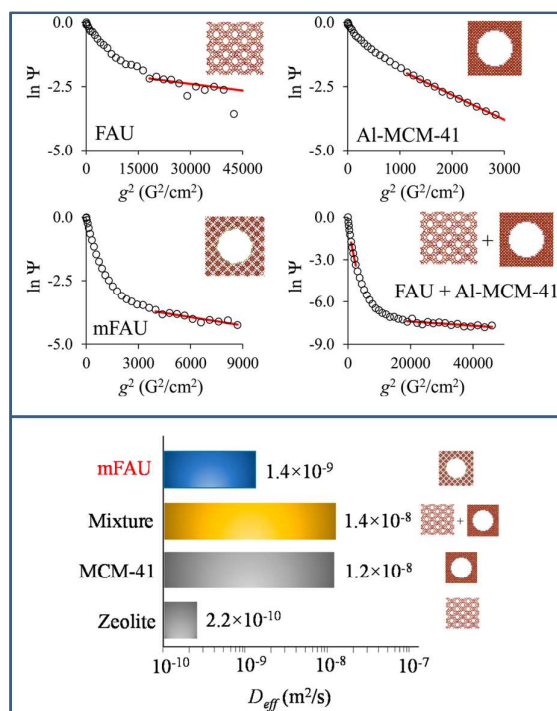 0.0
-2.5
-5.0
ln Ψ
FAU
0 15000 30000 45000
g² (G²/cm²)
0.0
-2.5
-5.0
ln Ψ
Al-MCM-41
0 1000 2000 3000
g² (G²/cm²)
0.0
-2.5
-5.0
ln Ψ
mFAU
0 3000 6000 9000
g² (G²/cm²)
0.0
-3.0
-6.0
-9.0
ln Ψ
+
FAU + Al-MCM-41
0 20000 40000
g² (G²/cm²)
mFAU 1.4×10⁻⁹
Mixture 1.4×10⁻⁸ +
MCM-41 1.2×10⁻⁸
Zeolite 2.2×10⁻¹⁰
10⁻¹⁰ 10⁻⁹ 10⁻⁸ 10⁻⁷
D_eff (m²/s)